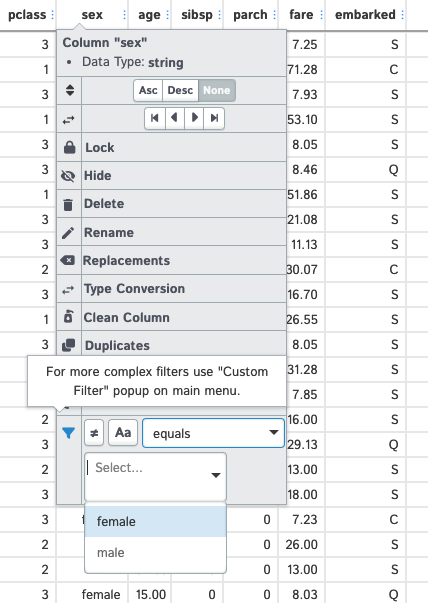 pclass sex age sibsp parch fare embarked
3 Column "sex" 7.25 S
• Data Type: string
1 71.28 C
3 Asc Desc None 7.93 S
1 53.10 S
3 Lock 8.05 S
3 Hide 8.46 Q
1 Delete 51.86 S
3 21.08 S
Rename
3 11.13 S
2 Replacements 30.07 C
3 Type Conversion 16.70 S
1 Clean Column 26.55 S
3 Duplicates 8.05 S
For more complex filters use "Custom 31.28 S
Filter" popup on main menu. 7.85 S
2 16.00 S
≠ Aa equals
3 29.13 Q
2 Select... 13.00 S
3 18.00 S
3 female 0 7.23 C
2 male 0 26.00 S
2 0 13.00 S
3 female 15.00 0 0 8.03 Q